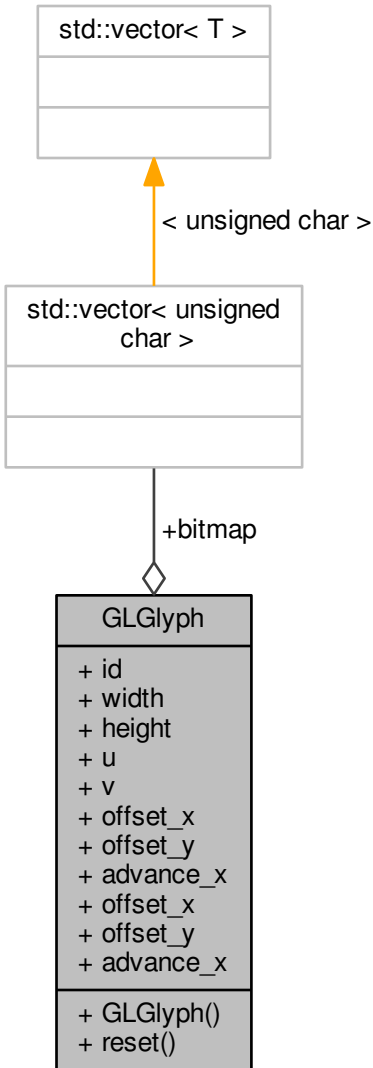 std::vector< T >
< unsigned char >
std::vector< unsigned
char >
+bitmap
GLGlyph
+ id
+ width
+ height
+ u
+ v
+ offset_x
+ offset_y
+ advance_x
+ offset_x
+ offset_y
+ advance_x
+ GLGlyph()
+ reset()